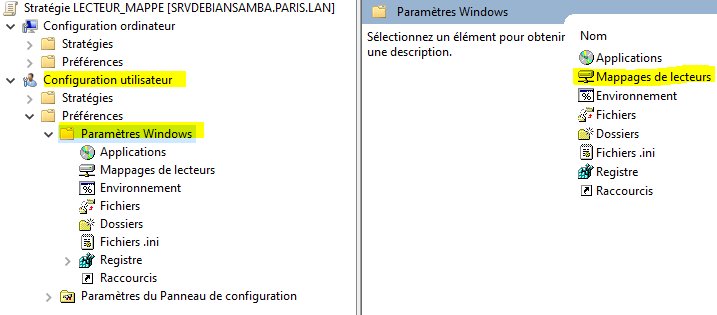 Stratégie LECTEUR_MAPPE [SRVDEBIANSAMBA.PARIS.LAN]
Configuration ordinateur
Stratégies
Préférences
Configuration utilisateur
Stratégies
Préférences
Paramètres Windows
Applications
Mappages de lecteurs
Environnement
Fichiers
Dossiers
Fichiers .ini
Registre
Raccourcis
Paramètres du Panneau de configuration
Paramètres Windows
Sélectionnez un élément pour obtenir
une description.
Nom
Applications
Mappages de lecteurs
Environnement
Fichiers
Dossiers
Fichiers .ini
Registre
Raccourcis